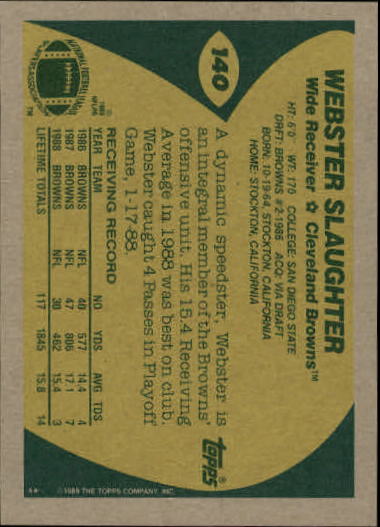 140
WEBSTER SLAUGHTER
Wide Receiver ☆ Cleveland Browns™
HT: 6'0" WT: 170 COLLEGE: SAN DIEGO STATE
DRFT: BROWNS #2-1986 ACQ: VIA DRAFT
BORN: 10-19-64, STOCKTON, CALIFORNIA
HOME: STOCKTON, CALIFORNIA
A dynamic speedster, Webster is
an integral member of the Browns'
offensive unit. His 15.4 Receiving
Average in 1988 was best on club.
Webster caught 4 Passes in Playoff
Game, 1-17-88.
topps®
RECEIVING RECORD
YEAR TEAM NO YDS AVG TDS
1986 BROWNS NFL 40 577 14.4 4
1987 BROWNS NFL 47 806 17.1 7
1988 BROWNS NFL 30 462 15.4 3
LIFETIME TOTALS 117 1845 15.8 14
NATIONAL FOOTBALL LEAGUE
© 1989 THE TOPPS COMPANY, INC.